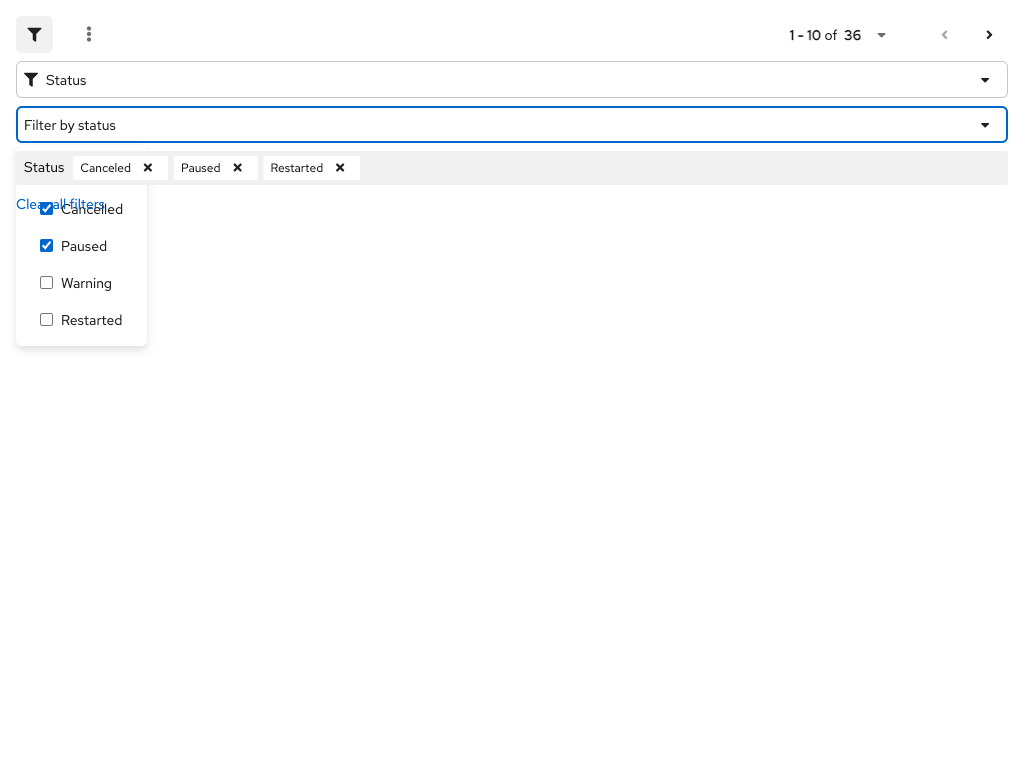 1 - 10 of 36
Status
Filter by status
Status Canceled Paused Restarted
Clear all filters
Cancelled
Paused
Warning
Restarted